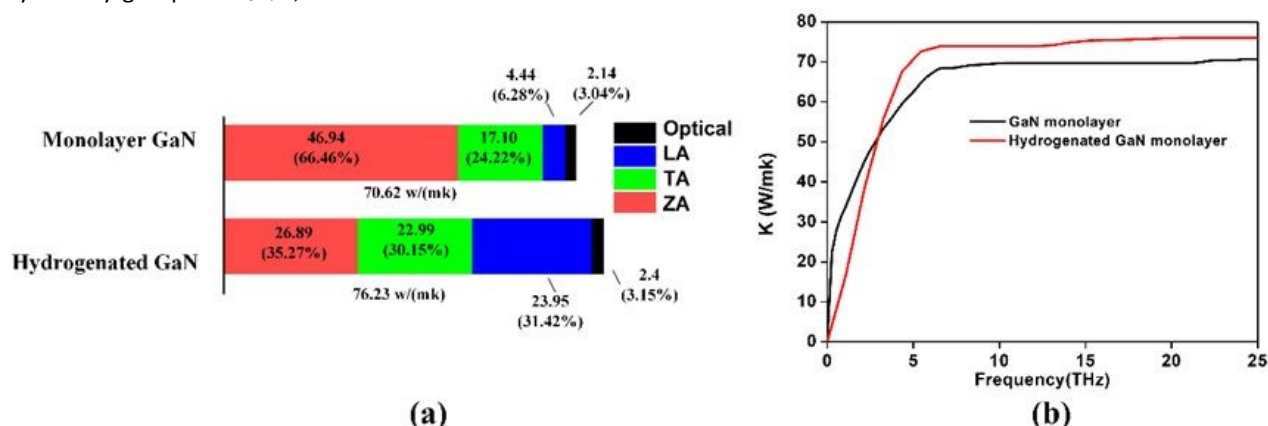 4.44
(6.28%)
2.14
(3.04%)
Monolayer GaN
46.94
(66.46%)
17.10
(24.22%)
70.62 w/(mk)
Optical
LA
TA
ZA
Hydrogenated GaN
26.89
(35.27%)
22.99
(30.15%)
76.23 w/(mk)
23.95
(31.42%)
2.4
(3.15%)
(a)
80
70
60
50
40
30
20
10
0
K (W/mk)
GaN monolayer
Hydrogenated GaN monolayer
0
5
10
15
20
25
Frequency(THz)
(b)